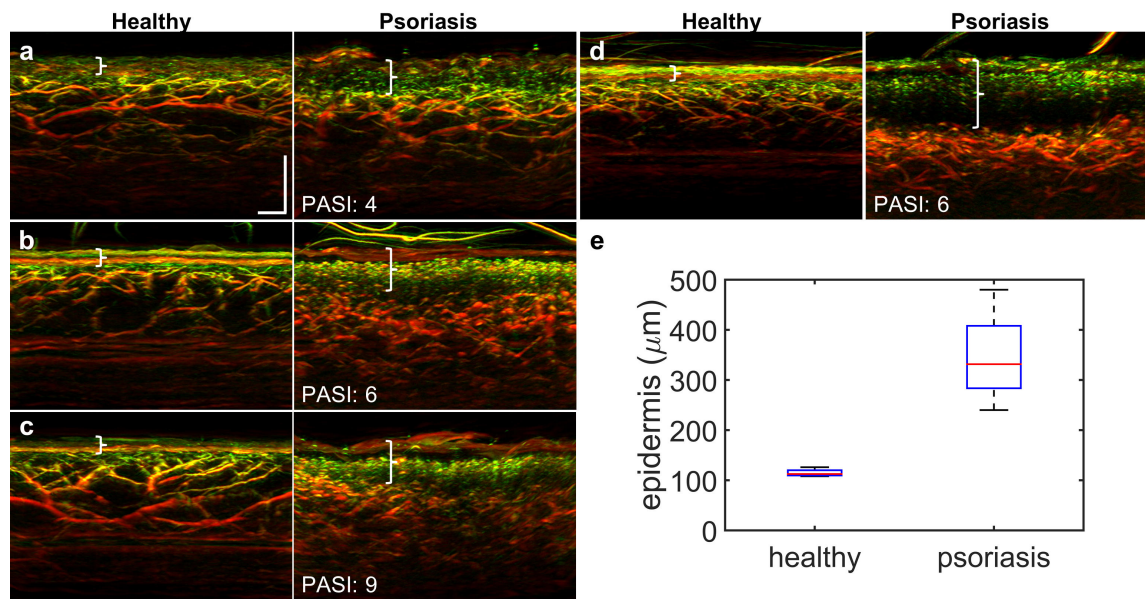 Healthy Psoriasis Healthy Psoriasis
a d
PASI: 4 PASI: 6
b
PASI: 6
c
PASI: 9
e
500
400
300
200
100
0
epidermis (μm)
healthy psoriasis